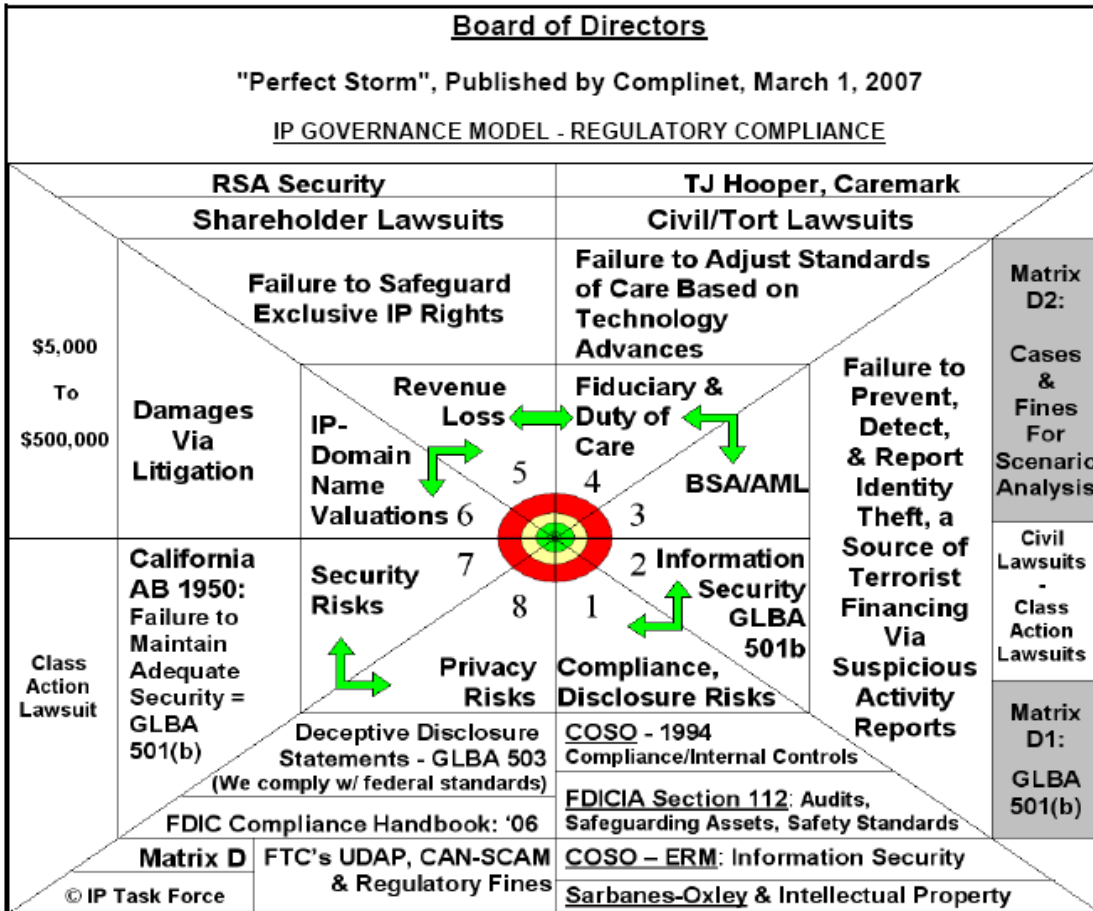 Board of Directors
"Perfect Storm", Published by Complinet, March 1, 2007
IP GOVERNANCE MODEL - REGULATORY COMPLIANCE
RSA Security
TJ Hooper, Caremark
Shareholder Lawsuits
Civil/Tort Lawsuits
Failure to Safeguard
Exclusive IP Rights
Failure to Adjust Standards
of Care Based on
Technology
Advances
$5,000
To
$500,000
Damages
Via
Litigation
Revenue
Loss
Fiduciary &
Duty of
Care
IP-
Domain
Name
Valuations
BSA/AML
5
4
6
3
7
2
8
1
Failure to
Prevent,
Detect,
& Report
Identity
Theft, a
Source of
Terrorist
Financing
Via
Suspicious
Activity
Reports
Matrix
D2:
Cases
&
Fines
For
Scenario
Analysis
Civil
Lawsuits
-
Class
Action
Lawsuits
Matrix
D1:
GLBA
501(b)
Class
Action
Lawsuit
California
AB 1950:
Failure to
Maintain
Adequate
Security =
GLBA
501(b)
Security
Risks
Information
Security
GLBA
501b
Privacy
Risks
Compliance,
Disclosure Risks
Deceptive Disclosure
Statements - GLBA 503
(We comply w/ federal standards)
COSO - 1994
Compliance/Internal Controls
FDIC Compliance Handbook: '06
FDICIA Section 112: Audits,
Safeguarding Assets, Safety Standards
Matrix D
© IP Task Force
FTC's UDAP, CAN-SCAM
& Regulatory Fines
COSO – ERM: Information Security
Sarbanes-Oxley & Intellectual Property